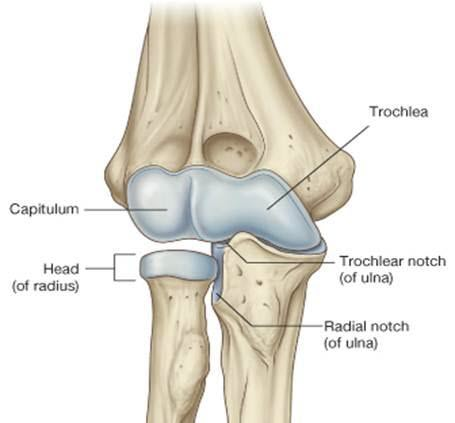 Trochlea
Capitulum
Head
(of radius)
Trochlear notch
(of ulna)
Radial notch
(of ulna)